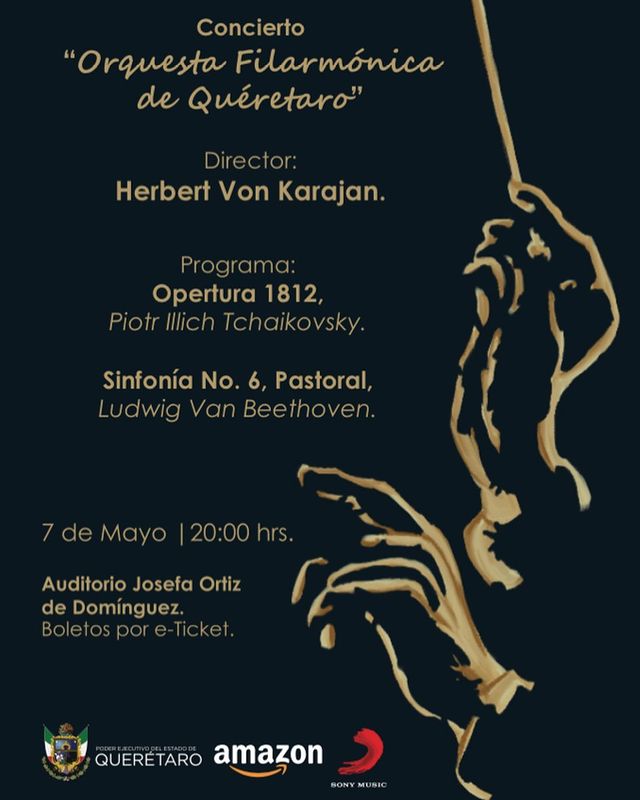 Concierto
“Orquesta Filarmónica
de Quéretaro”
Director:
Herbert Von Karajan.
Programa:
Opertura 1812,
Piotr Illich Tchaikovsky.
Sinfonía No. 6, Pastoral,
Ludwig Van Beethoven.
7 de Mayo |20:00 hrs.
Auditorio Josefa Ortiz
de Domínguez.
Boletos por e-Ticket.
PODER EJECUTIVO DEL ESTADO DE
QUERÉTARO
amazon
SONY MUSIC